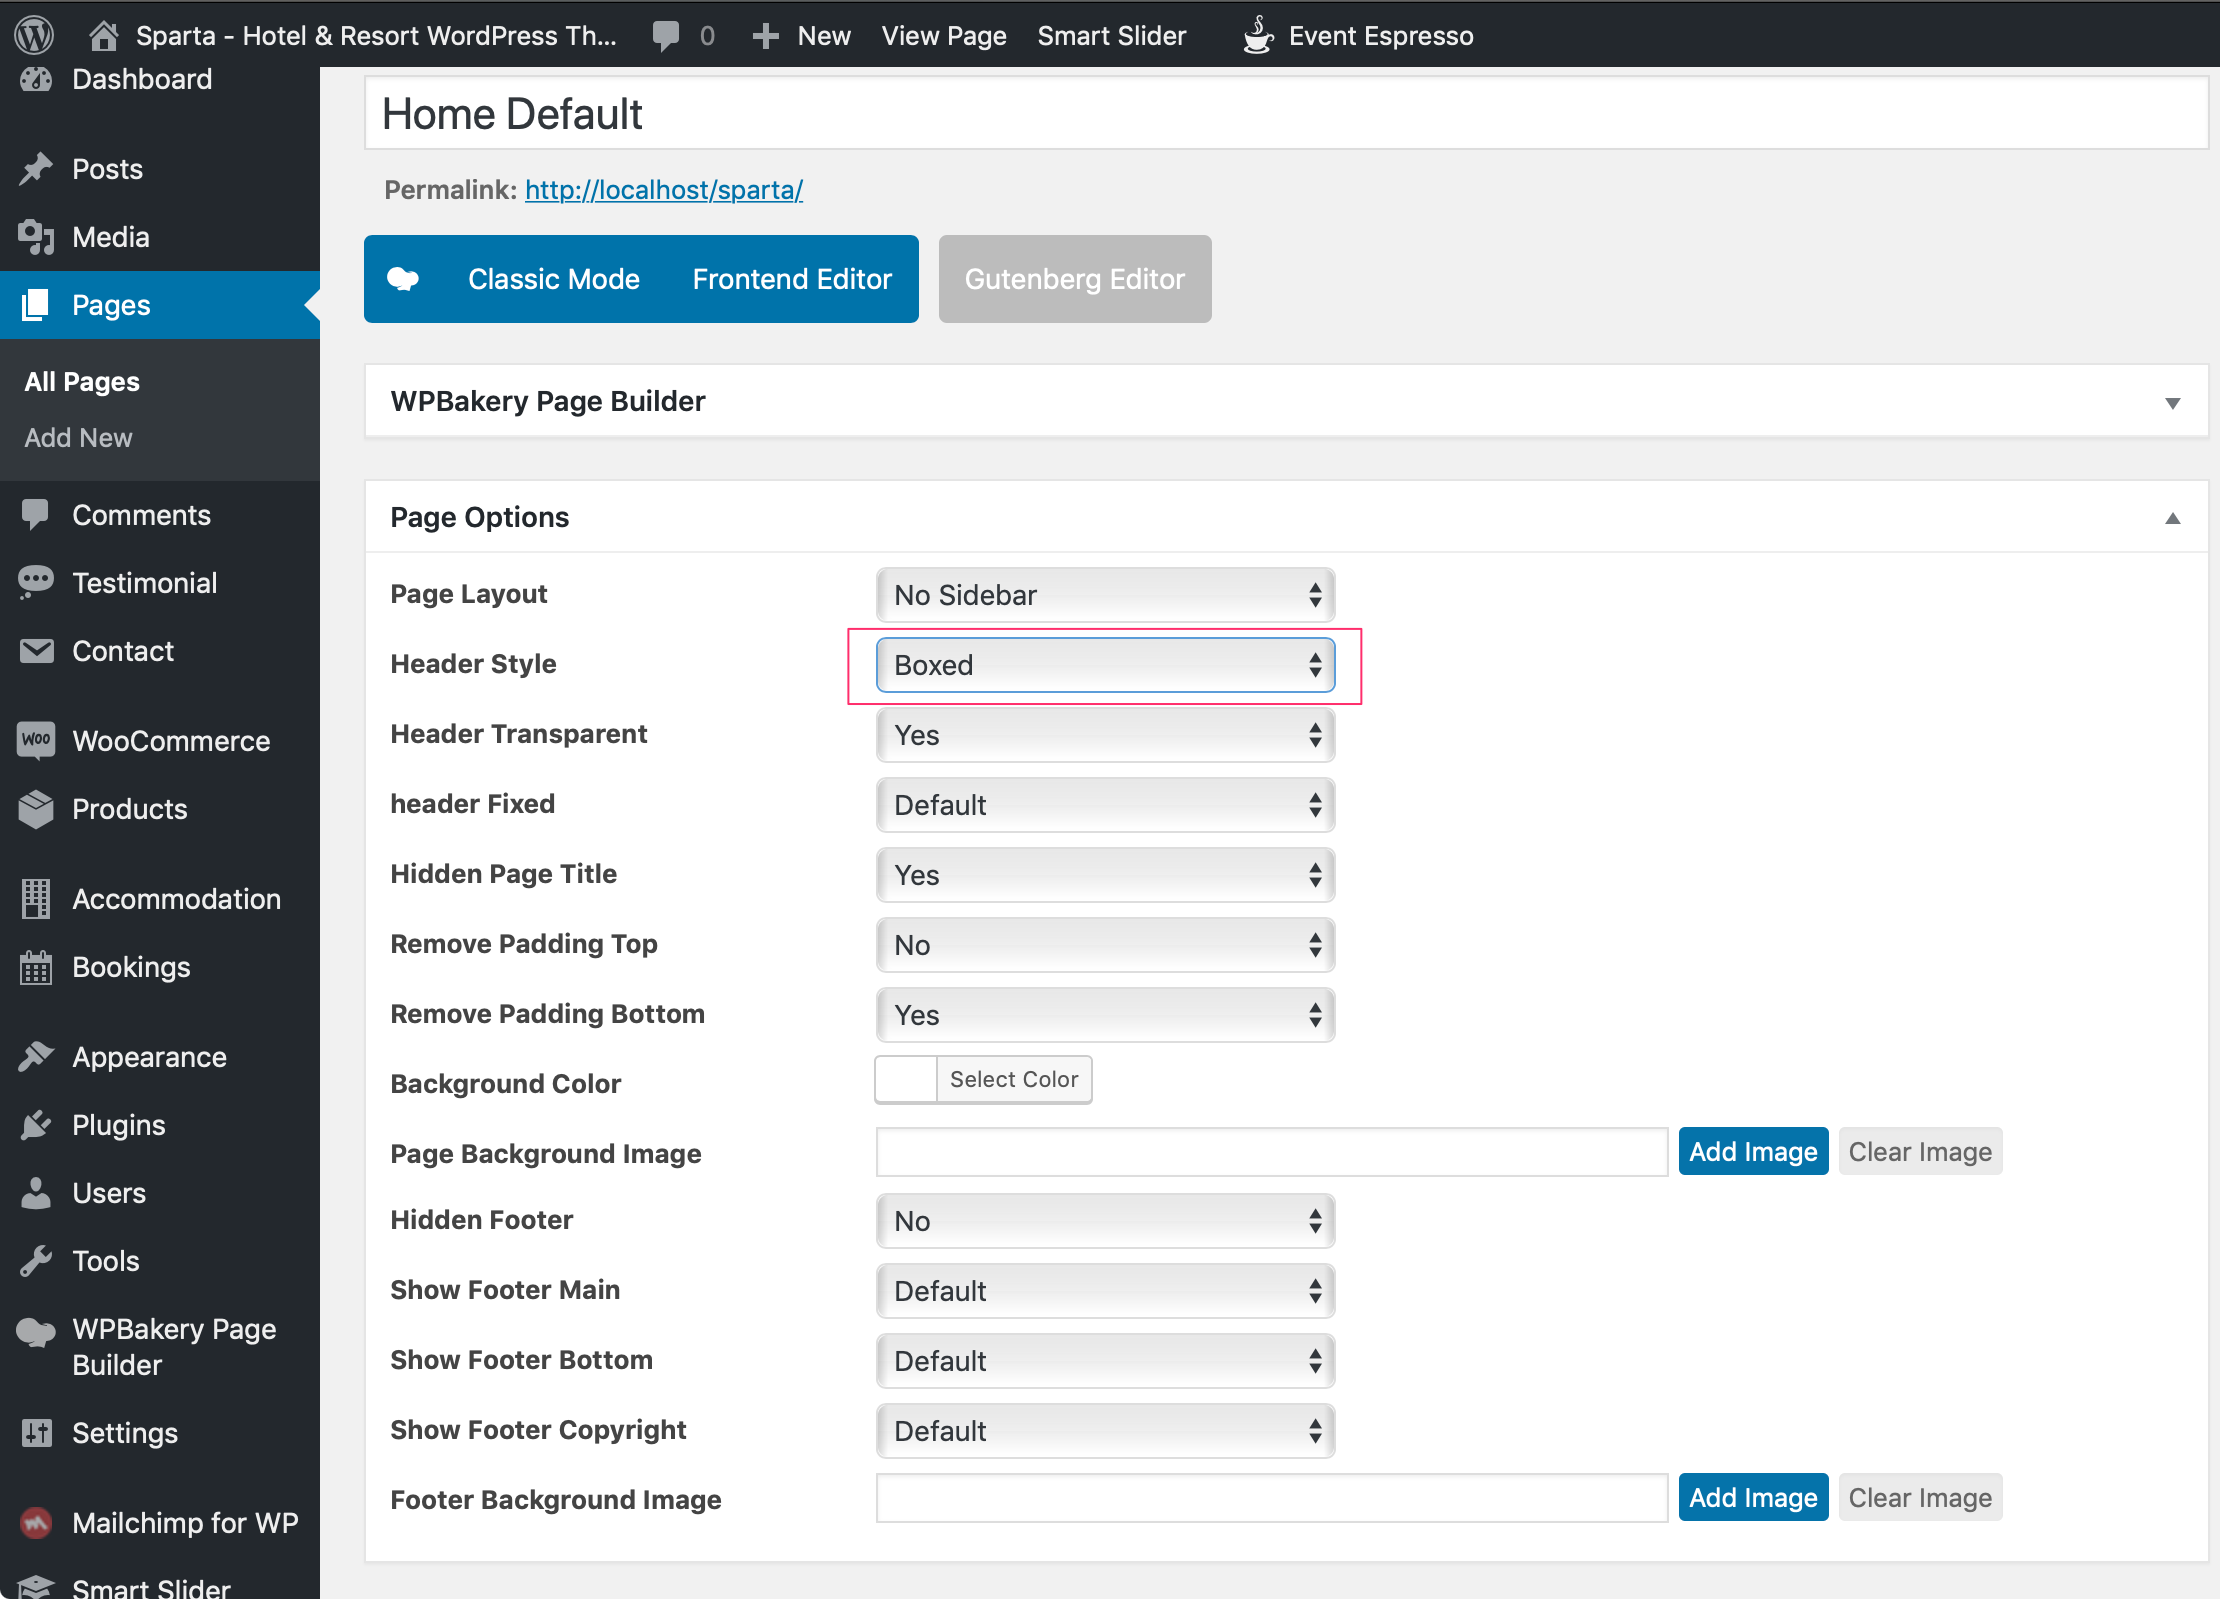 Sparta - Hotel & Resort WordPress Th... 0 New View Page Smart Slider Event Espresso
Dashboard
Posts
Media
Pages
All Pages
Add New
Comments
Testimonial
Contact
WOO WooCommerce
Products
Accommodation
Bookings
Appearance
Plugins
Users
Tools
WPBakery Page
Builder
Settings
Mailchimp for WP
Smart Slider
Home Default
Permalink: http://localhost/sparta/
Classic Mode Frontend Editor Gutenberg Editor
WPBakery Page Builder
Page Options
Page Layout No Sidebar
Header Style Boxed
Header Transparent Yes
header Fixed Default
Hidden Page Title Yes
Remove Padding Top No
Remove Padding Bottom Yes
Background Color Select Color
Page Background Image Add Image Clear Image
Hidden Footer No
Show Footer Main Default
Show Footer Bottom Default
Show Footer Copyright Default
Footer Background Image Add Image Clear Image